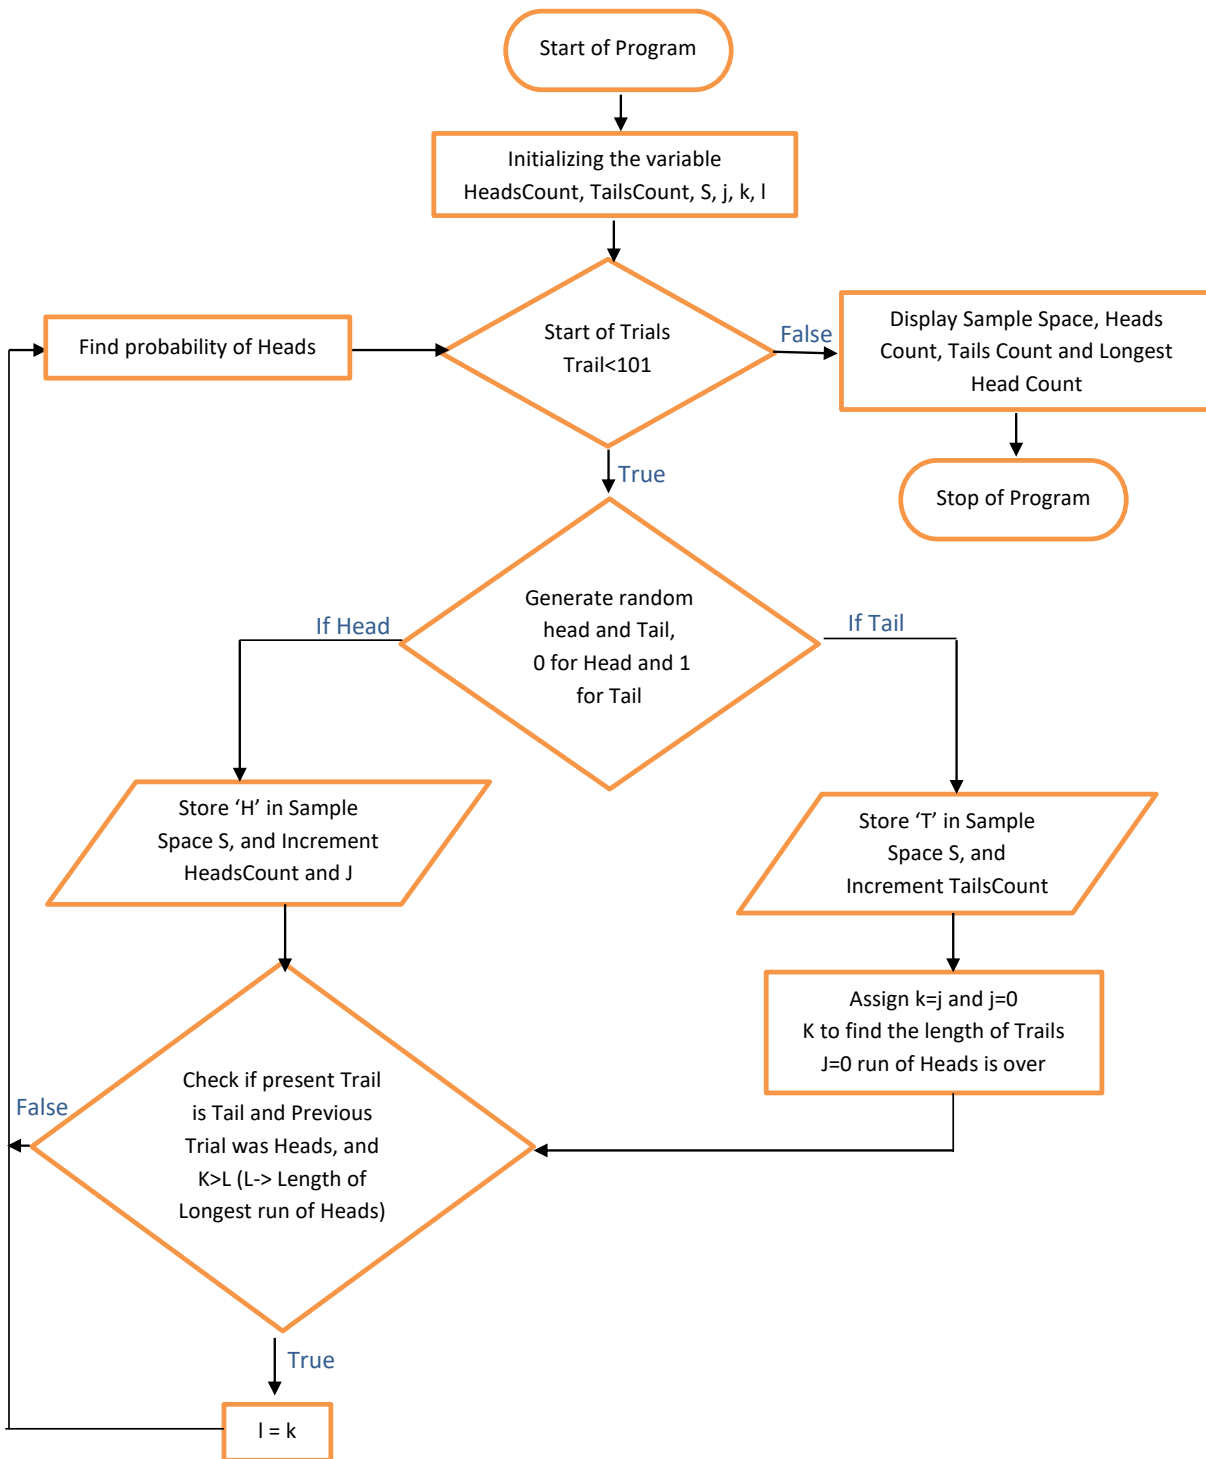 Start of Program
Initializing the variable
HeadsCount, TailsCount, S, j, k, l
Find probability of Heads
Start of Trials
Trail<101
False
Display Sample Space, Heads
Count, Tails Count and Longest
Head Count
True
Stop of Program
Generate random
head and Tail,
0 for Head and 1
for Tail
If Head
If Tail
Store ‘H’ in Sample
Space S, and Increment
HeadsCount and J
Store ‘T’ in Sample
Space S, and
Increment TailsCount
Assign k=j and j=0
K to find the length of Trails
J=0 run of Heads is over
Check if present Trail
is Tail and Previous
Trial was Heads, and
K>L (L-> Length of
Longest run of Heads)
False
True
l = k